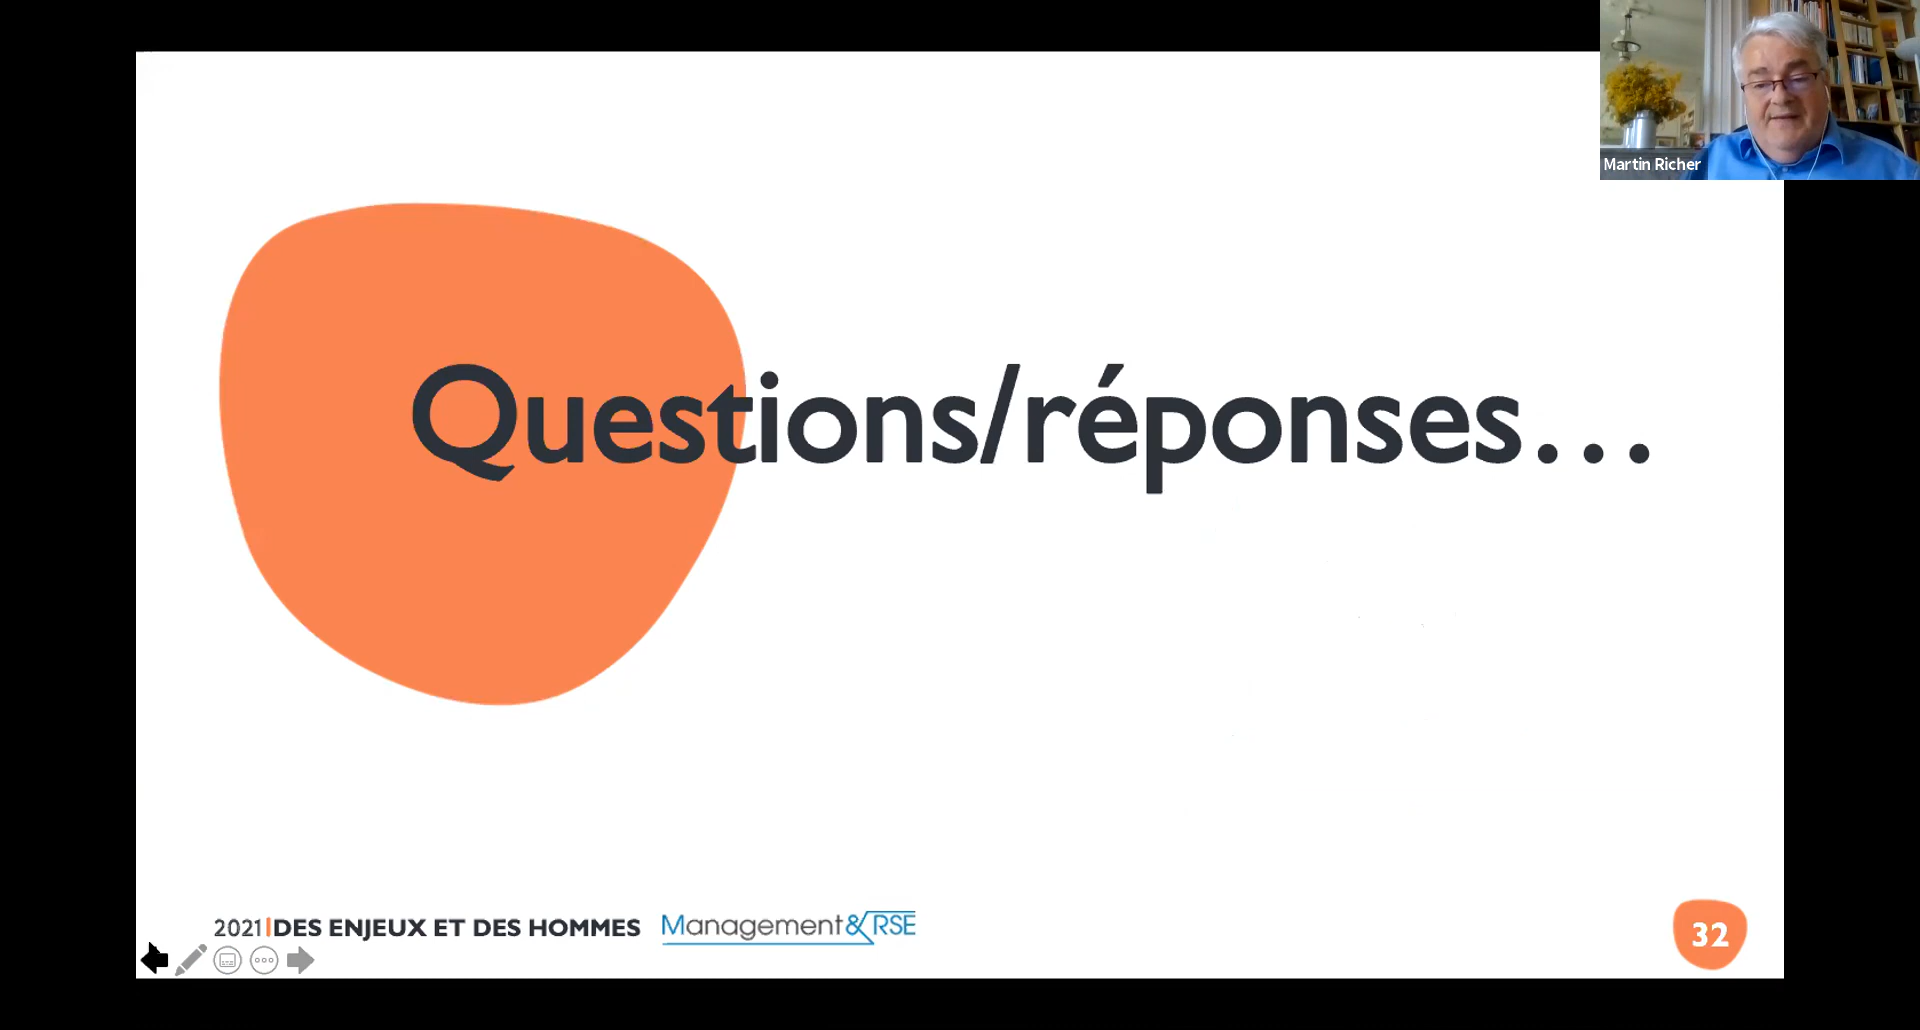 Martin Richer
Questions/réponses...
2021 DES ENJEUX ET DES HOMMES Management & RSE
32